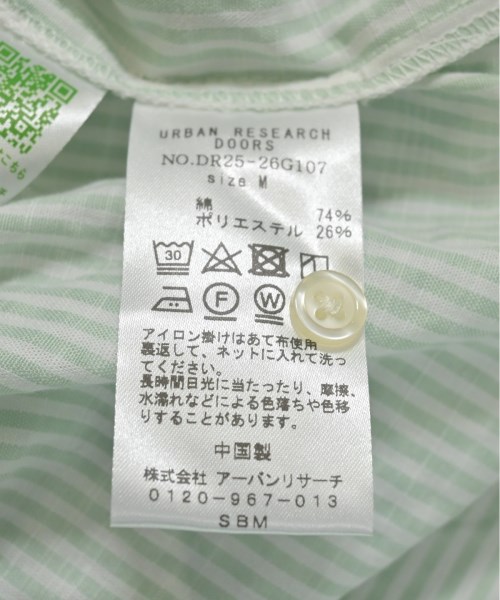 こちら
URBAN RESEARCH
DOORS
NO.DR25-26G107
size M
綿 74%
ポリエステル 26%
30
F W
アイロン掛けはあて布使用
裏返して、ネットに入れて洗っ
てください。
長時間日光に当たったり、摩擦、
水濡れなどによる色落ちや色移
りすることがあります。
中国製
株式会社 アーバンリサーチ
0120-967-013
SBM